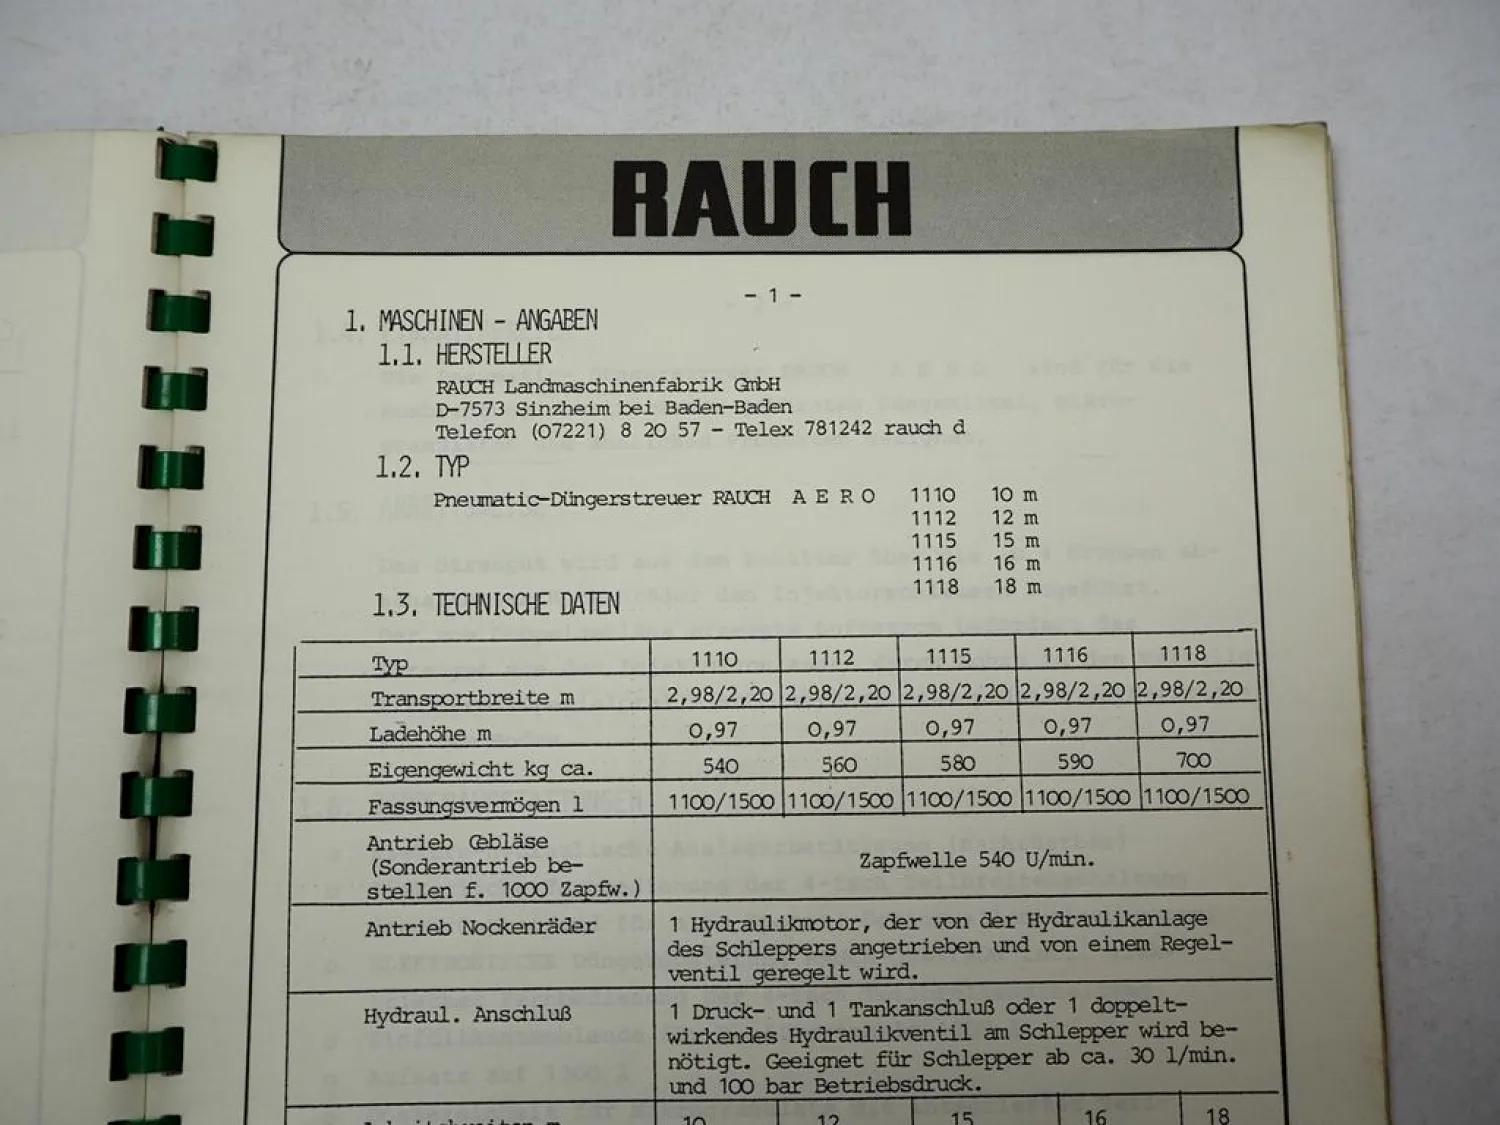 RAUCH
- 1 -
1. MASCHINEN - ANGABEN
1.1. HERSTELLER
RAUCH Landmaschinenfabrik GmbH
D-7573 Sinzheim bei Baden-Baden
Telefon (07221) 8 20 57 - Telex 781242 rauch d
1.2. TYP
Pneumatic-Düngerstreuer RAUCH A E R O 1110 10 m
1112 12 m
1115 15 m
1116 16 m
1118 18 m
1.3. TECHNISCHE DATEN
Typ 1110 1112 1115 1116 1118
Transportbreite m 2,98/2,20 2,98/2,20 2,98/2,20 2,98/2,20 2,98/2,20
Ladehöhe m 0,97 0,97 0,97 0,97 0,97
Eigengewicht kg ca. 540 560 580 590 700
Fassungsvermögen l 1100/1500 1100/1500 1100/1500 1100/1500 1100/1500
Antrieb Gebläse
(Sonderantrieb be-
stellen f. 1000 Zapfw.)
Zapfwelle 540 U/min.
Antrieb Nockenräder
1 Hydraulikmotor, der von der Hydraulikanlage
des Schleppers angetrieben und von einem Regel-
ventil geregelt wird.
Hydraul. Anschluß
1 Druck- und 1 Tankanschluß oder 1 doppelt-
wirkendes Hydraulikventil am Schlepper wird be-
nötigt. Geeignet für Schlepper ab ca. 30 l/min.
und 100 bar Betriebsdruck.
10 12 15 16 18